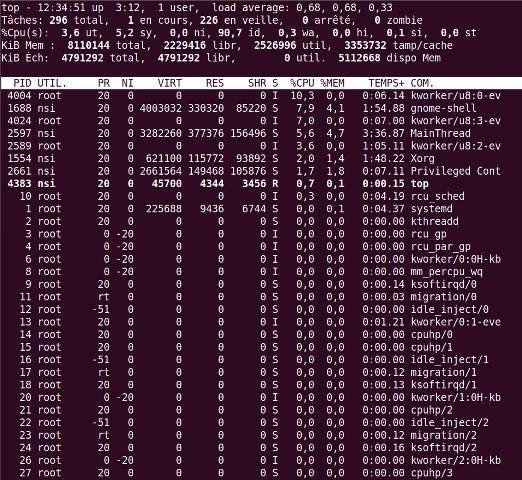 top - 12:34:51 up  3:12,  1 user,  load average: 0,68, 0,68, 0,33
Tâches: 296 total,   1 en cours, 226 en veille,   0 arrêté,   0 zombie
%Cpu(s):  3,6 ut,  5,2 sy,  0,0 ni, 90,7 id,  0,3 wa,  0,0 hi,  0,1 si,  0,0 st
KiB Mem :  8110144 total,  2229416 libr,  2526996 util,  3353732 tamp/cache
KiB Éch:  4791292 total,  4791292 libr,        0 util.  5112668 dispo Mem
PID UTIL.     PR  NI    VIRT    RES    SHR S  %CPU %MEM    TEMPS+ COM.
4004 root      20   0       0      0      0 I  10,3  0,0   0:06.14 kworker/u8:0-ev
1688 nsi       20   0 4003032 330320  85220 S   7,9  4,1   1:54.88 gnome-shell
4024 root      20   0       0      0      0 I   7,0  0,0   0:07.00 kworker/u8:3-ev
2597 nsi       20   0 3282260 377376 156496 S   5,6  4,7   3:36.87 MainThread
2589 root      20   0       0      0      0 I   3,6  0,0   1:05.11 kworker/u8:2-ev
1554 nsi       20   0  621100 115772  93892 S   2,0  1,4   1:48.22 Xorg
2661 nsi       20   0 2661564 149468 105876 S   1,7  1,8   0:07.11 Privileged Cont
4383 nsi       20   0   45700   4344   3456 R   0,7  0,1   0:00.15 top
10 root      20   0       0      0      0 I   0,3  0,0   0:04.19 rcu_sched
1 root      20   0  225688   9436   6744 S   0,0  0,1   0:04.37 systemd
2 root      20   0       0      0      0 S   0,0  0,0   0:00.00 kthreadd
3 root       0 -20       0      0      0 I   0,0  0,0   0:00.00 rcu_gp
4 root       0 -20       0      0      0 I   0,0  0,0   0:00.00 rcu_par_gp
6 root       0 -20       0      0      0 I   0,0  0,0   0:00.00 kworker/0:0H-kb
8 root       0 -20       0      0      0 I   0,0  0,0   0:00.00 mm_percpu_wq
9 root      20   0       0      0      0 S   0,0  0,0   0:00.14 ksoftirqd/0
11 root      rt   0       0      0      0 S   0,0  0,0   0:00.03 migration/0
12 root     -51   0       0      0      0 S   0,0  0,0   0:00.00 idle_inject/0
13 root      20   0       0      0      0 I   0,0  0,0   0:01.21 kworker/0:1-eve
14 root      20   0       0      0      0 S   0,0  0,0   0:00.00 cpuhp/0
15 root      20   0       0      0      0 S   0,0  0,0   0:00.00 cpuhp/1
16 root     -51   0       0      0      0 S   0,0  0,0   0:00.00 idle_inject/1
17 root      rt   0       0      0      0 S   0,0  0,0   0:00.12 migration/1
18 root      20   0       0      0      0 S   0,0  0,0   0:00.13 ksoftirqd/1
20 root       0 -20       0      0      0 I   0,0  0,0   0:00.00 kworker/1:0H-kb
21 root      20   0       0      0      0 S   0,0  0,0   0:00.00 cpuhp/2
22 root     -51   0       0      0      0 S   0,0  0,0   0:00.00 idle_inject/2
23 root      rt   0       0      0      0 S   0,0  0,0   0:00.12 migration/2
24 root      20   0       0      0      0 S   0,0  0,0   0:00.16 ksoftirqd/2
26 root       0 -20       0      0      0 I   0,0  0,0   0:00.00 kworker/2:0H-kb
27 root      20   0       0      0      0 S   0,0  0,0   0:00.00 cpuhp/3